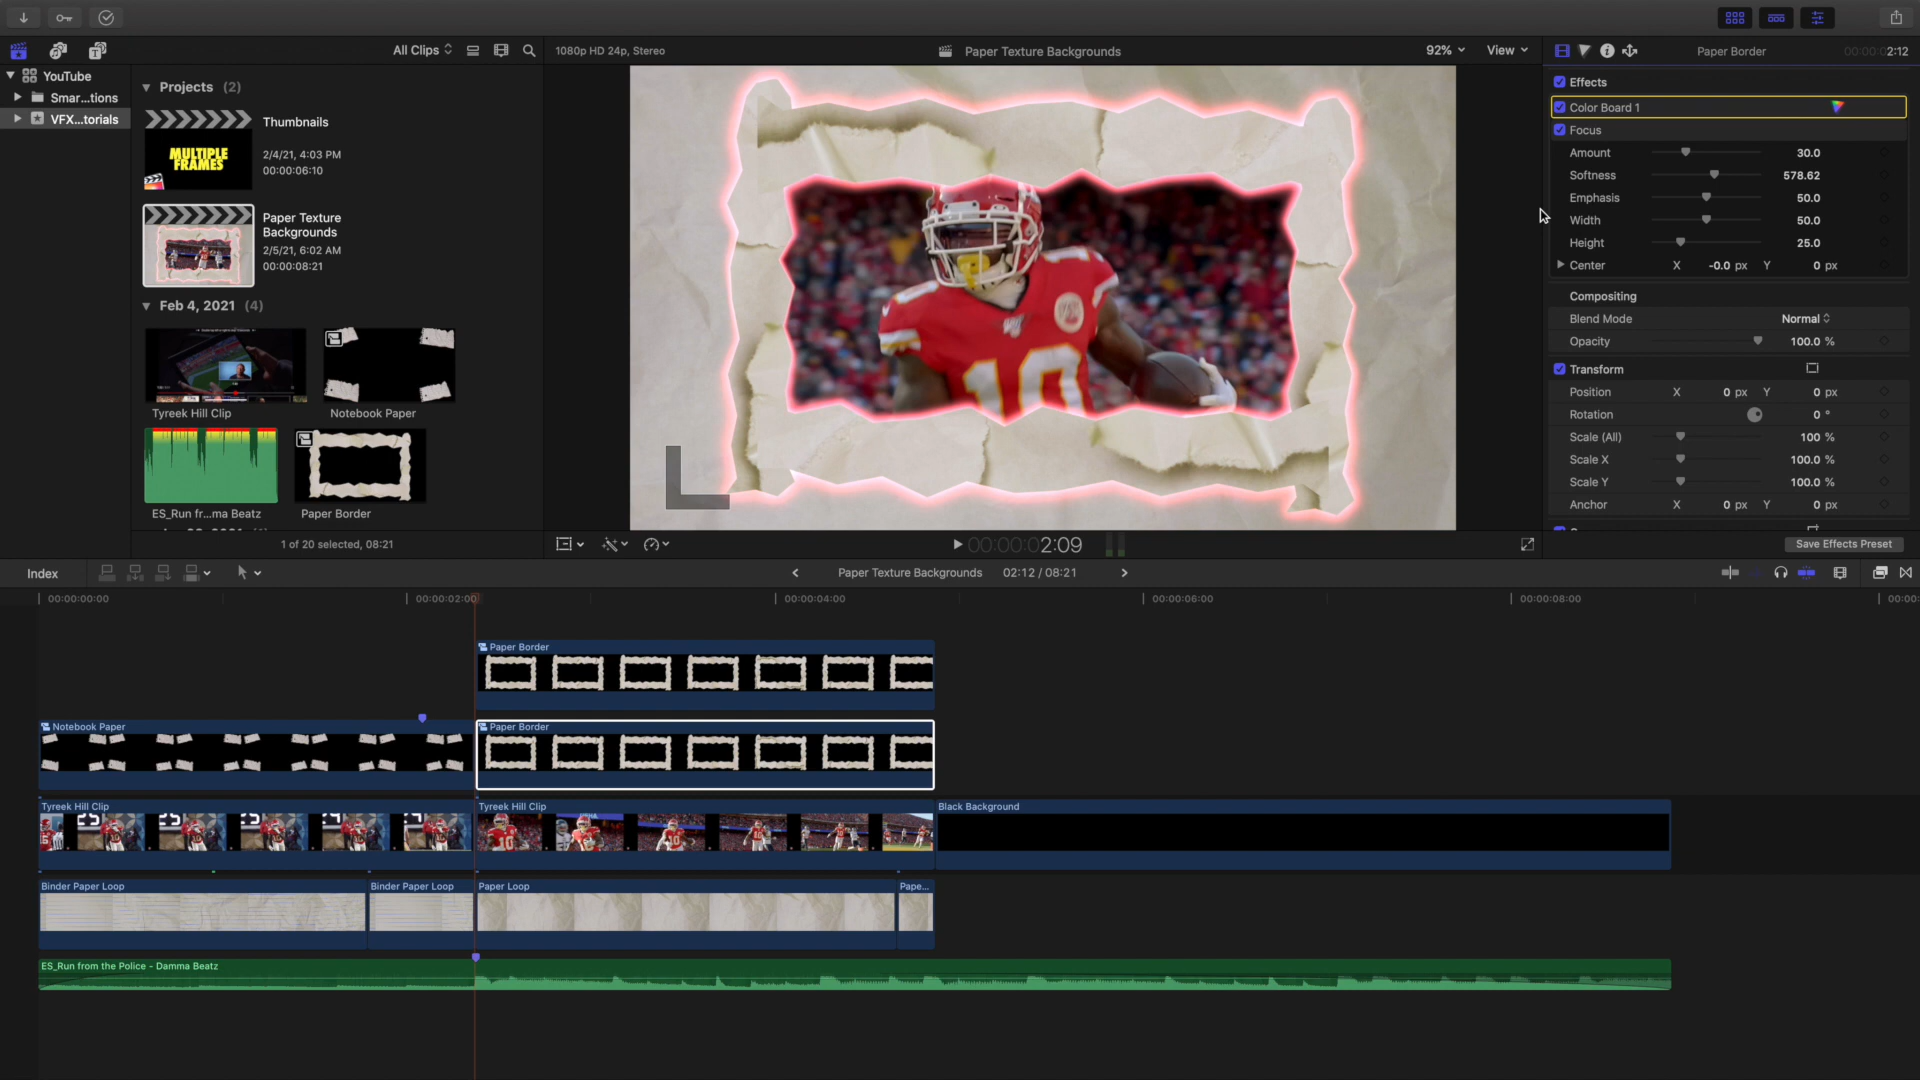 All Clips
1080p HD 24p, Stereo
Paper Texture Backgrounds
92%
View
Paper Border
00:00:00:02:12
YouTube
Smar...tions
VFX...torials
Projects (2)
Thumbnails
2/4/21, 4:03 PM
00:00:06:10
MULTIPLE
FRAMES
Paper Texture
Backgrounds
2/5/21, 6:02 AM
00:00:08:21
Feb 4, 2021 (4)
Tyreek Hill Clip
Notebook Paper
ES_Run fr...ma Beatz
Paper Border
1 of 20 selected, 08:21
10
00:00:00:02:09
Effects
Color Board 1
Focus
Amount 30.0
Softness 578.62
Emphasis 50.0
Width 50.0
Height 25.0
Center X -0.0 px Y 0 px
Compositing
Blend Mode Normal
Opacity 100.0 %
Transform
Position X 0 px Y 0 px
Rotation 0 °
Scale (All) 100 %
Scale X 100.0 %
Scale Y 100.0 %
Anchor X 0 px Y 0 px
Save Effects Preset
Index
Paper Texture Backgrounds 02:12 / 08:21
00:00:00:00
00:00:02:00
00:00:04:00
00:00:06:00
00:00:08:00
00:00:
Paper Border
Notebook Paper
Paper Border
Tyreek Hill Clip
Tyreek Hill Clip
Black Background
Binder Paper Loop
Binder Paper Loop
Paper Loop
Pape...
ES_Run from the Police - Damma Beatz